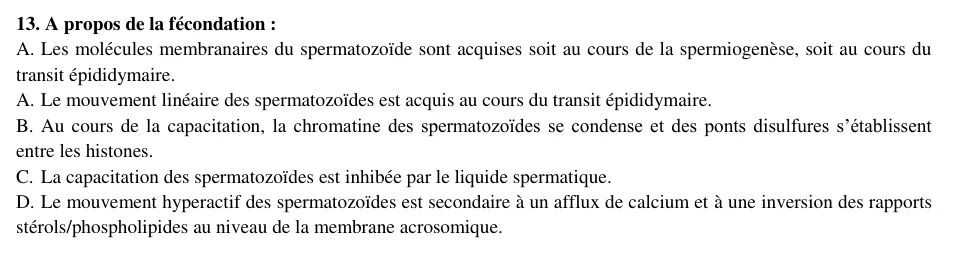 13. A propos de la fécondation :
A. Les molécules membranaires du spermatozoïde sont acquises soit au cours de la spermiogenèse, soit au cours du
transit épididymaire.
A. Le mouvement linéaire des spermatozoïdes est acquis au cours du transit épididymaire.
B. Au cours de la capacitation, la chromatine des spermatozoïdes se condense et des ponts disulfures s'établissent
entre les histones.
C. La capacitation des spermatozoïdes est inhibée par le liquide spermatique.
D. Le mouvement hyperactif des spermatozoïdes est secondaire à un afflux de calcium et à une inversion des rapports
stérols/phospholipides au niveau de la membrane acrosomique.